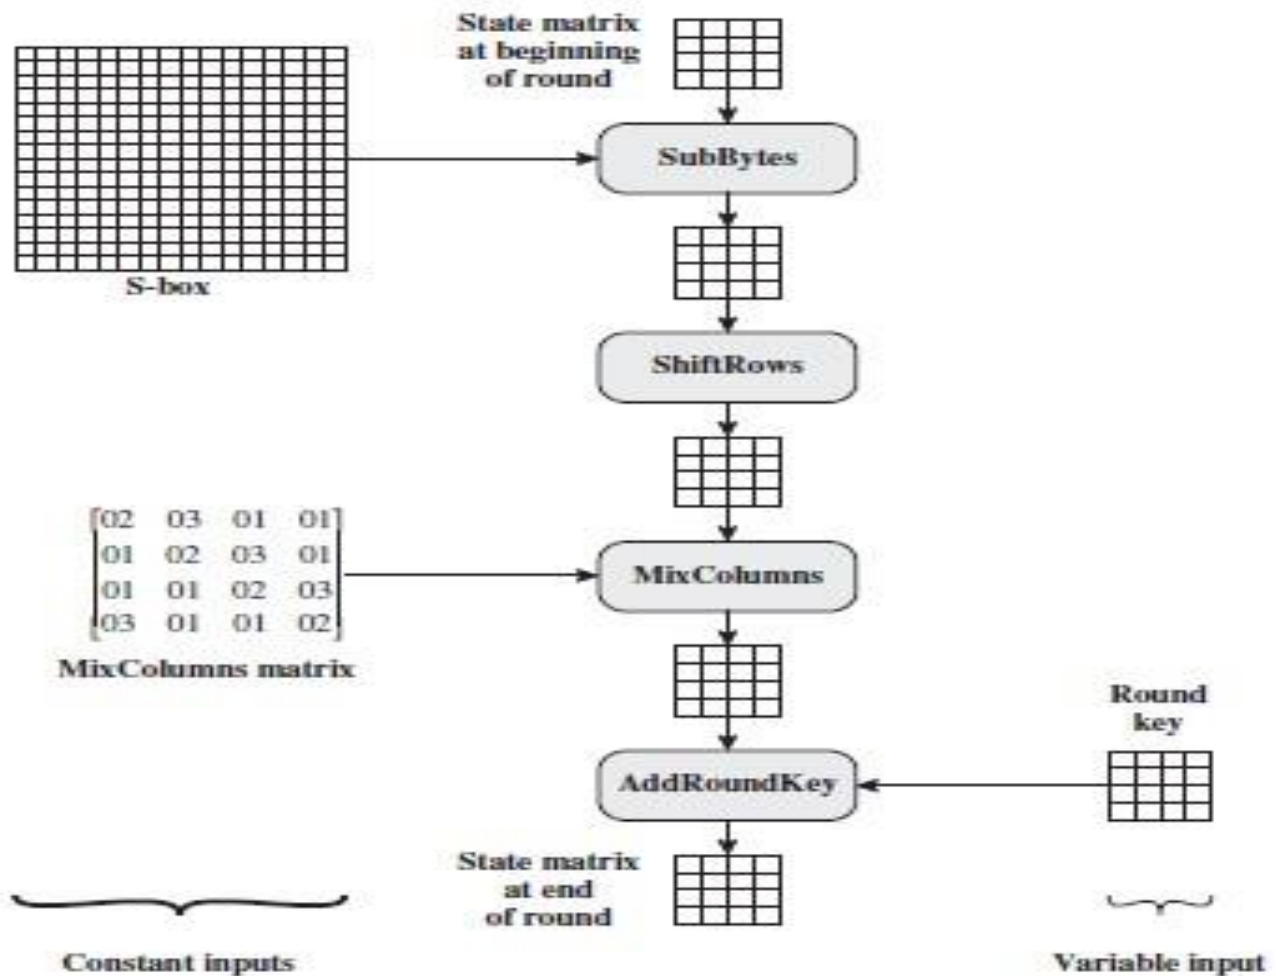 State matrix
at beginning
of round
SubBytes
S-box
ShiftRows
02 03 01 01
01 02 03 01
01 01 02 03
03 01 01 02
MixColumns
MixColumns matrix
Round
key
AddRoundKey
State matrix
at end
of round
Constant inputs
Variable input